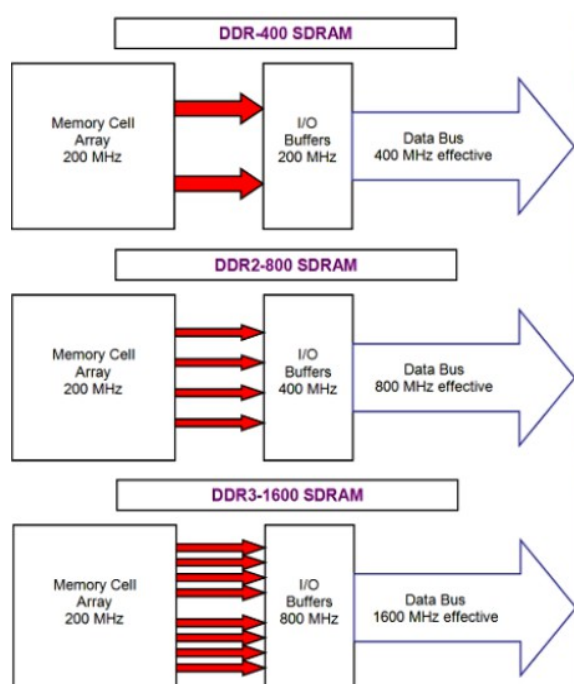 DDR-400 SDRAM
Memory Cell
Array
200 MHz
I/O
Buffers
200 MHz
Data Bus
400 MHz effective
DDR2-800 SDRAM
Memory Cell
Array
200 MHz
I/O
Buffers
400 MHz
Data Bus
800 MHz effective
DDR3-1600 SDRAM
Memory Cell
Array
200 MHz
I/O
Buffers
800 MHz
Data Bus
1600 MHz effective